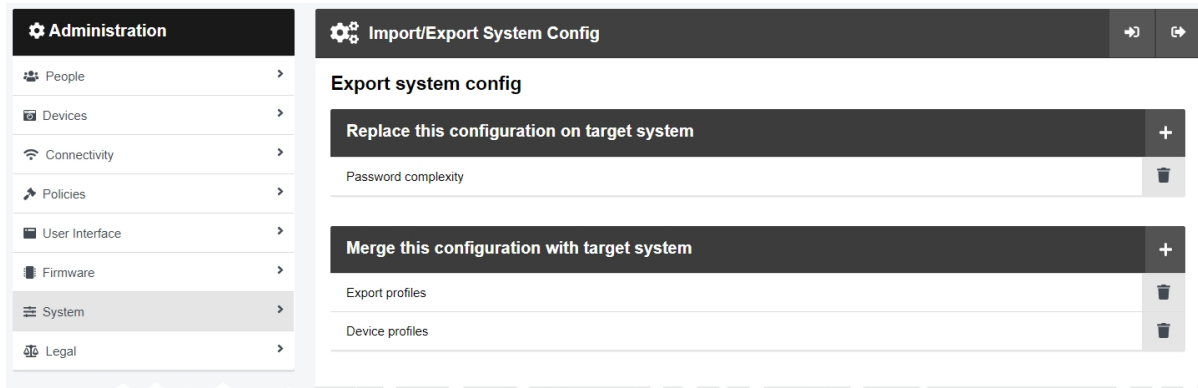 Administration
People
Devices
Connectivity
Policies
User Interface
Firmware
System
Legal
Import/Export System Config
Export system config
Replace this configuration on target system
Password complexity
Merge this configuration with target system
Export profiles
Device profiles